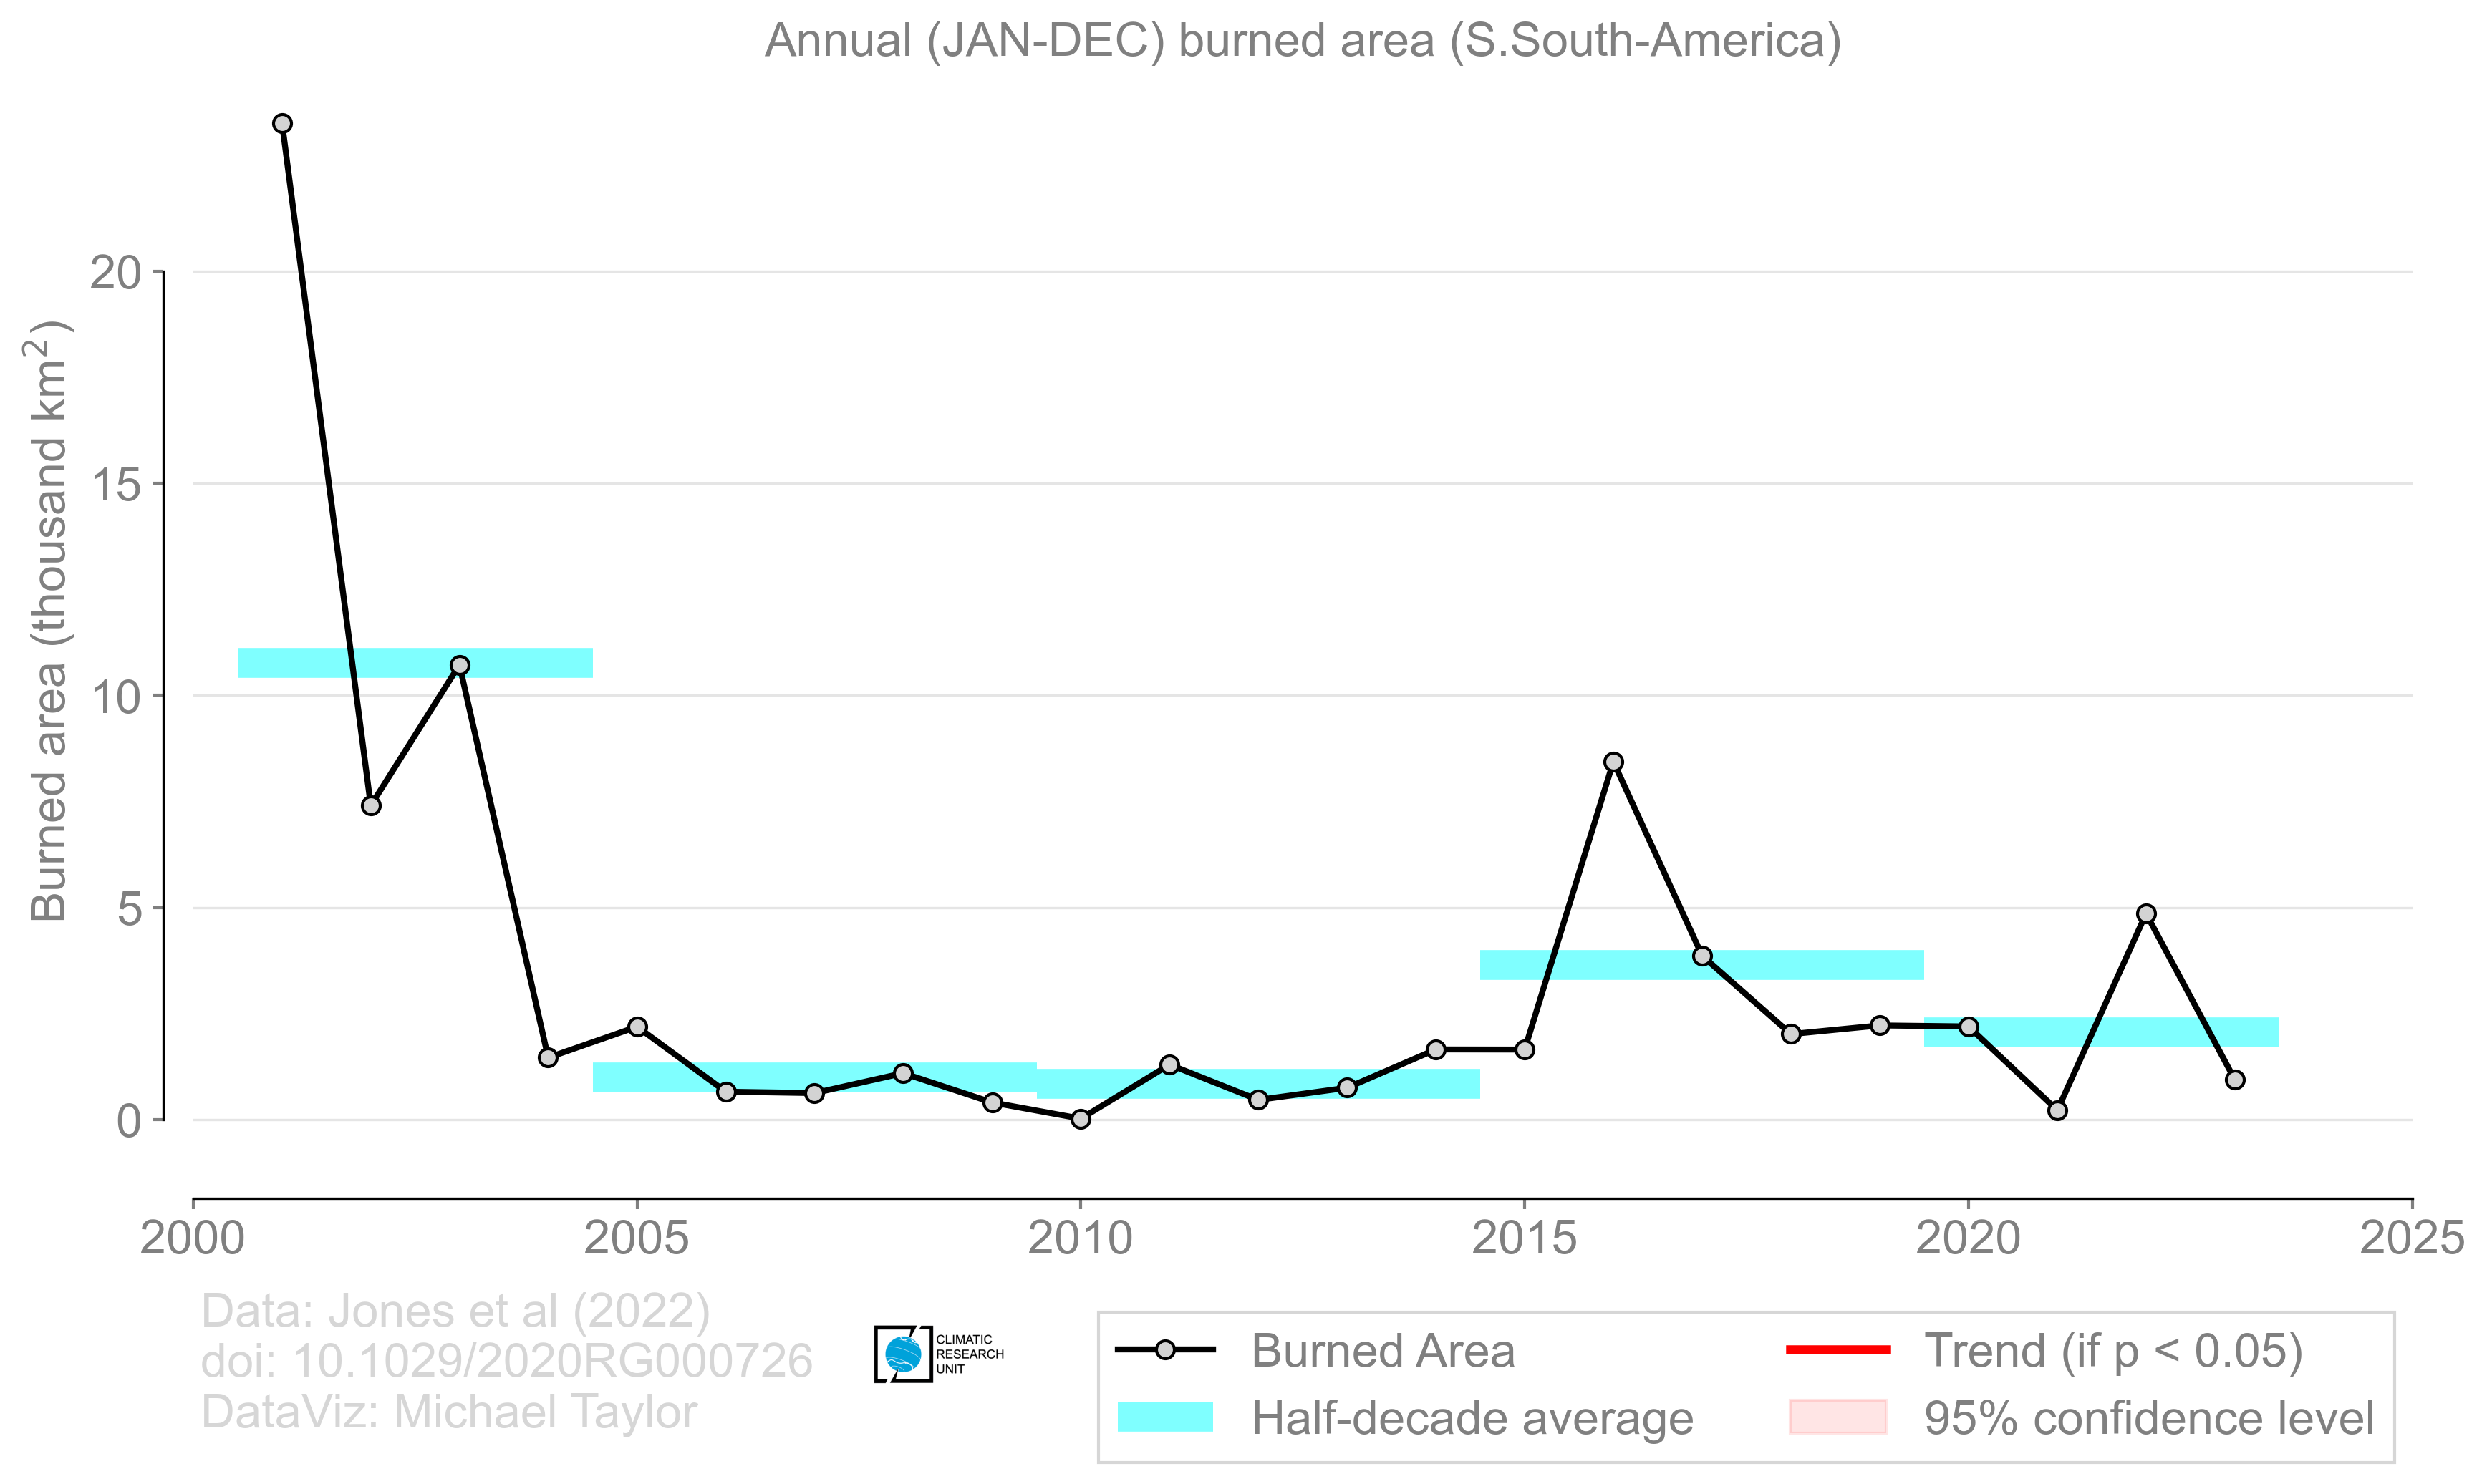 Annual (JAN-DEC) burned area (S.South-America)
Burned area (thousand km²)
20
15
10
5
0
2000 2005 2010 2015 2020 2025
Data: Jones et al (2022)
doi: 10.1029/2020RG000726
DataViz: Michael Taylor
CLIMATIC
RESEARCH
UNIT
Burned Area
Half-decade average
Trend (if p < 0.05)
95% confidence level